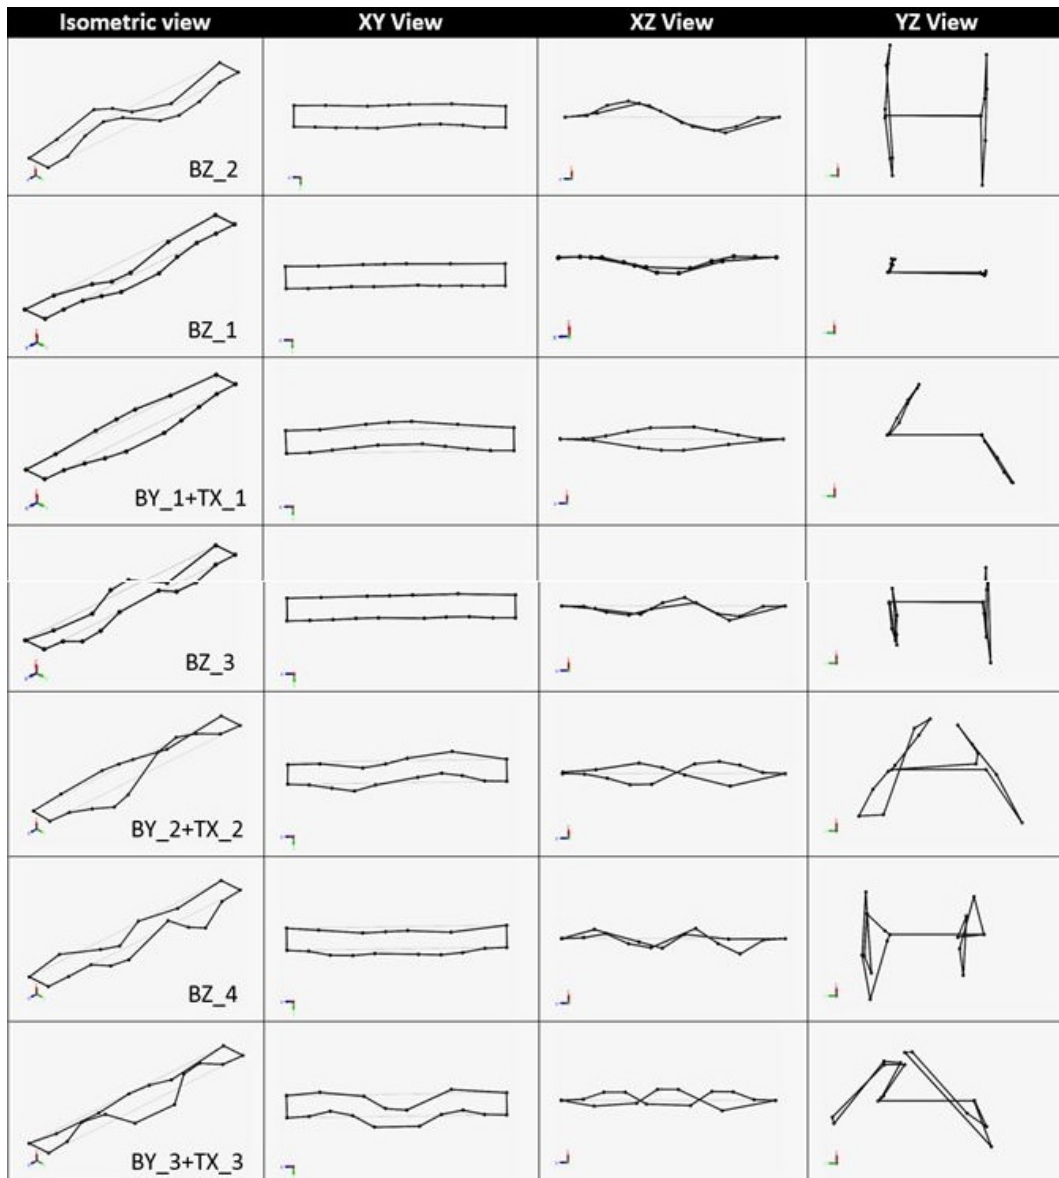 Isometric view XY View XZ View YZ View
BZ_2
BZ_1
BY_1+TX_1
BZ_3
BY_2+TX_2
BZ_4
BY_3+TX_3